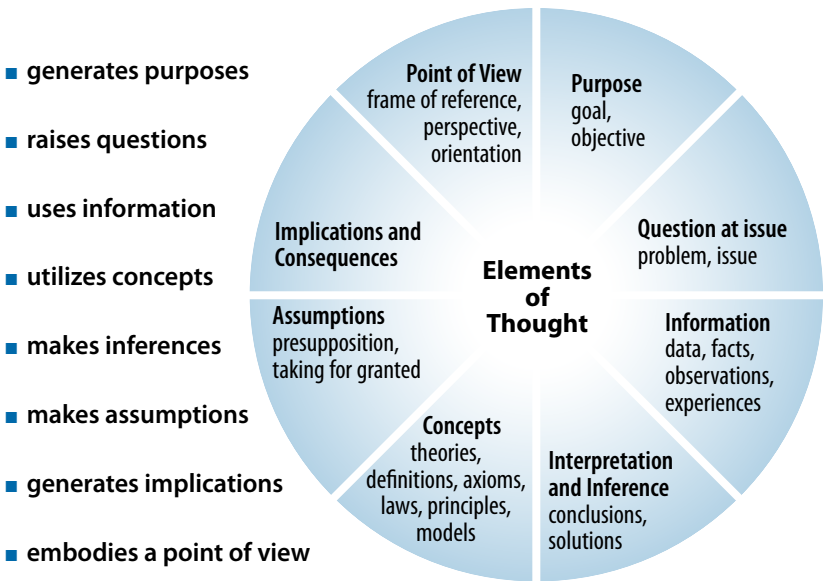 ■ generates purposes
■ raises questions
■ uses information
■ utilizes concepts
■ makes inferences
■ makes assumptions
■ generates implications
■ embodies a point of view
Point of View
frame of reference,
perspective,
orientation
Purpose
goal,
objective
Question at issue
problem, issue
Information
data, facts,
observations,
experiences
Interpretation
and Inference
conclusions,
solutions
Concepts
theories,
definitions, axioms,
laws, principles,
models
Assumptions
presupposition,
taking for granted
Implications and
Consequences
Elements
of
Thought